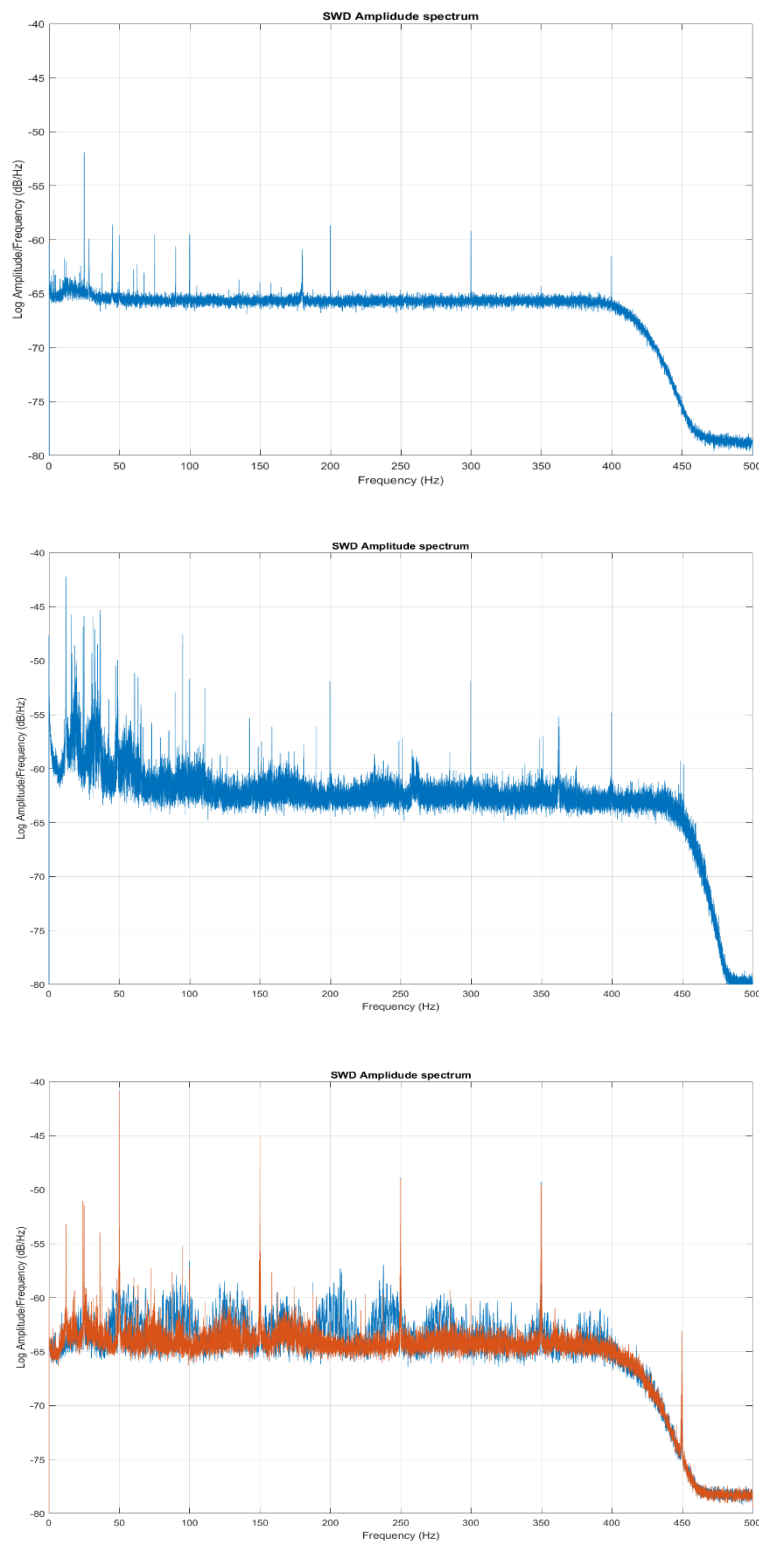 SWD Amplidude spectrum
-40
-45
-50
-55
-60
-65
-70
-75
-80
Log Amplitude/Frequency (dB/Hz)
0 50 100 150 200 250 300 350 400 450 500
Frequency (Hz)
SWD Amplitude spectrum
-40
-45
-50
-55
-60
-65
-70
-75
-80
Log Amplitude/Frequency (dB/Hz)
0 50 100 150 200 250 300 350 400 450 500
Frequency (Hz)
SWD Amplidude spectrum
-40
-45
-50
-55
-60
-65
-70
-75
-80
Log Amplitude/Frequency (dB/Hz)
0 50 100 150 200 250 300 350 400 450 500
Frequency (Hz)